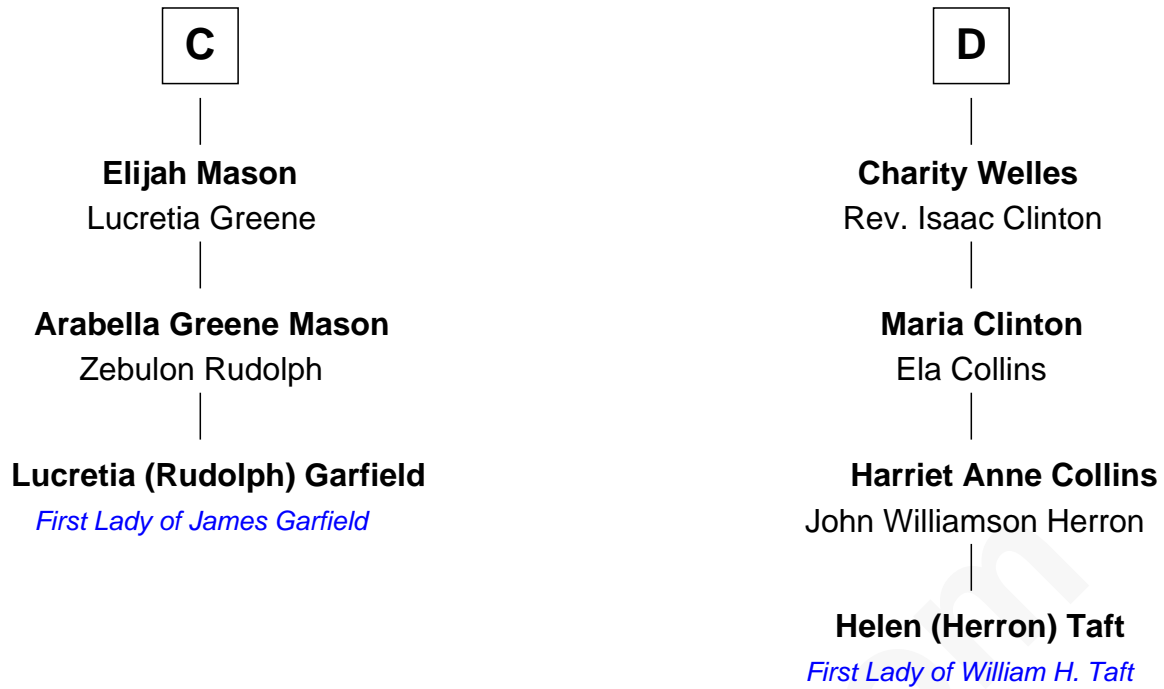 C
Elijah Mason
Lucretia Greene
Arabella Greene Mason
Zebulon Rudolph
Lucretia (Rudolph) Garfield
First Lady of James Garfield
D
Charity Welles
Rev. Isaac Clinton
Maria Clinton
Ela Collins
Harriet Anne Collins
John Williamson Herron
Helen (Herron) Taft
First Lady of William H. Taft